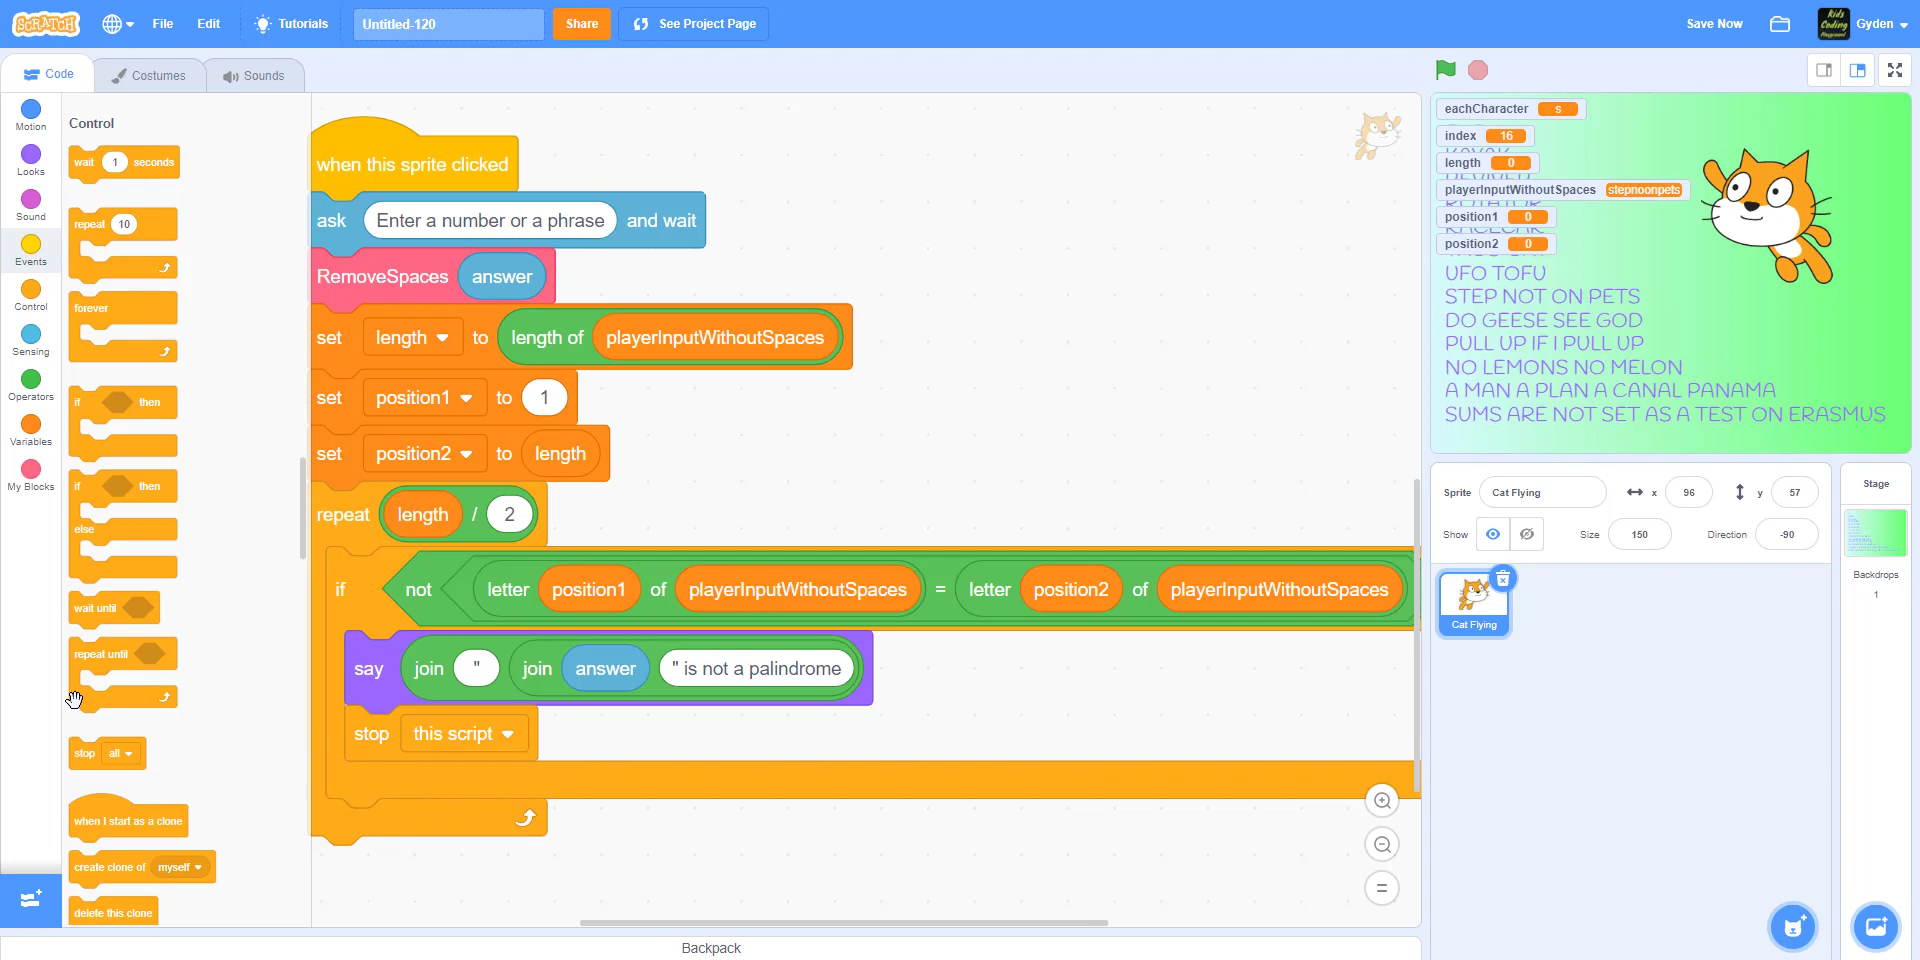 SCRATCH
File
Edit
Tutorials
Untitled-120
Share
See Project Page
Save Now
Kids
Coding
Playground
Gyden
Code
Costumes
Sounds
Motion
Looks
Sound
Events
Control
Sensing
Operators
Variables
My Blocks
Control
wait 1 seconds
repeat 10
forever
if then
if then
else
wait until
repeat until
stop all
when I start as a clone
create clone of myself
delete this clone
when this sprite clicked
ask Enter a number or a phrase and wait
RemoveSpaces answer
set length to length of playerInputWithoutSpaces
set position1 to 1
set position2 to length
repeat length / 2
if not letter position1 of playerInputWithoutSpaces = letter position2 of playerInputWithoutSpaces
say join " join answer " is not a palindrome
stop this script
Backpack
eachCharacter s
index 16
length 0
playerInputWithoutSpaces stepnoonpets
position1 0
position2 0
UFO TOFU
STEP NOT ON PETS
DO GEESE SEE GOD
PULL UP IF I PULL UP
NO LEMONS NO MELON
A MAN A PLAN A CANAL PANAMA
SUMS ARE NOT SET AS A TEST ON ERASMUS
Sprite Cat Flying x 96 y 57
Show Size 150 Direction -90
Cat Flying
Stage
Backdrops
1